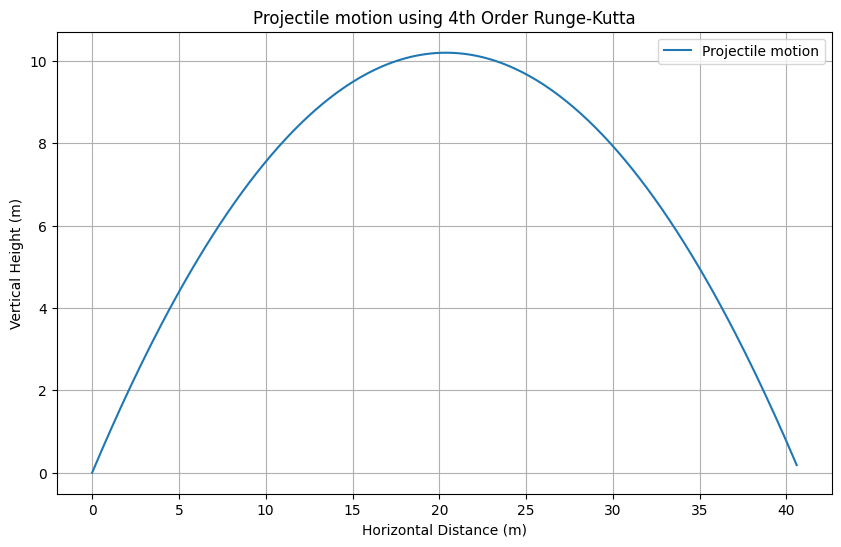 Projectile motion using 4th Order Runge-Kutta
Projectile motion
10
8
6
4
2
0
Vertical Height (m)
0 5 10 15 20 25 30 35 40
Horizontal Distance (m)